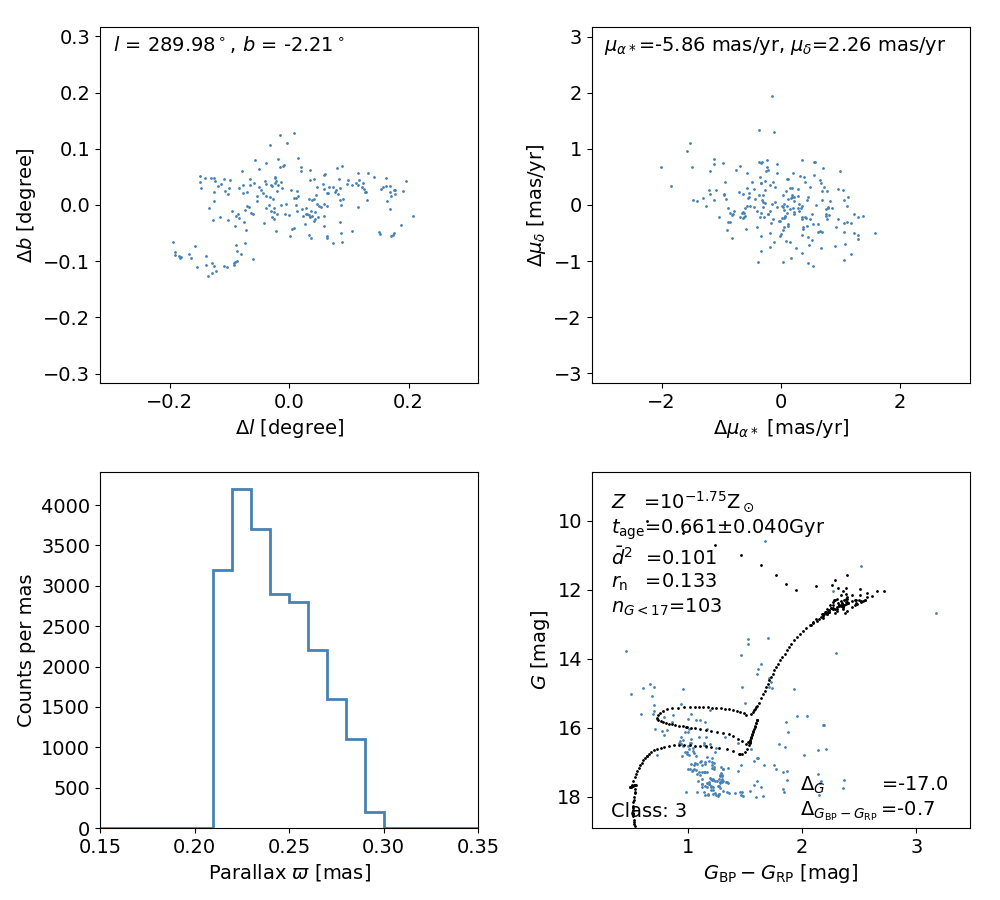 l = 289.98°, b = -2.21°
0.3
0.2
0.1
0.0
−0.1
−0.2
−0.3
Δb [degree]
−0.2 0.0 0.2
Δl [degree]
μα*=-5.86 mas/yr, μδ=2.26 mas/yr
3
2
1
0
−1
−2
−3
Δμδ [mas/yr]
−2 0 2
Δμα* [mas/yr]
4000
3500
3000
2500
2000
1500
1000
500
0
Counts per mas
0.15 0.20 0.25 0.30 0.35
Parallax ϖ [mas]
Z =10^−1.75 Z⊙
tage=0.661±0.040Gyr
d̄² =0.101
rn =0.133
nG<17=103
10
12
14
16
18
G [mag]
ΔG =-17.0
Class: 3
ΔGBP−GRP =-0.7
1 2 3
GBP − GRP [mag]